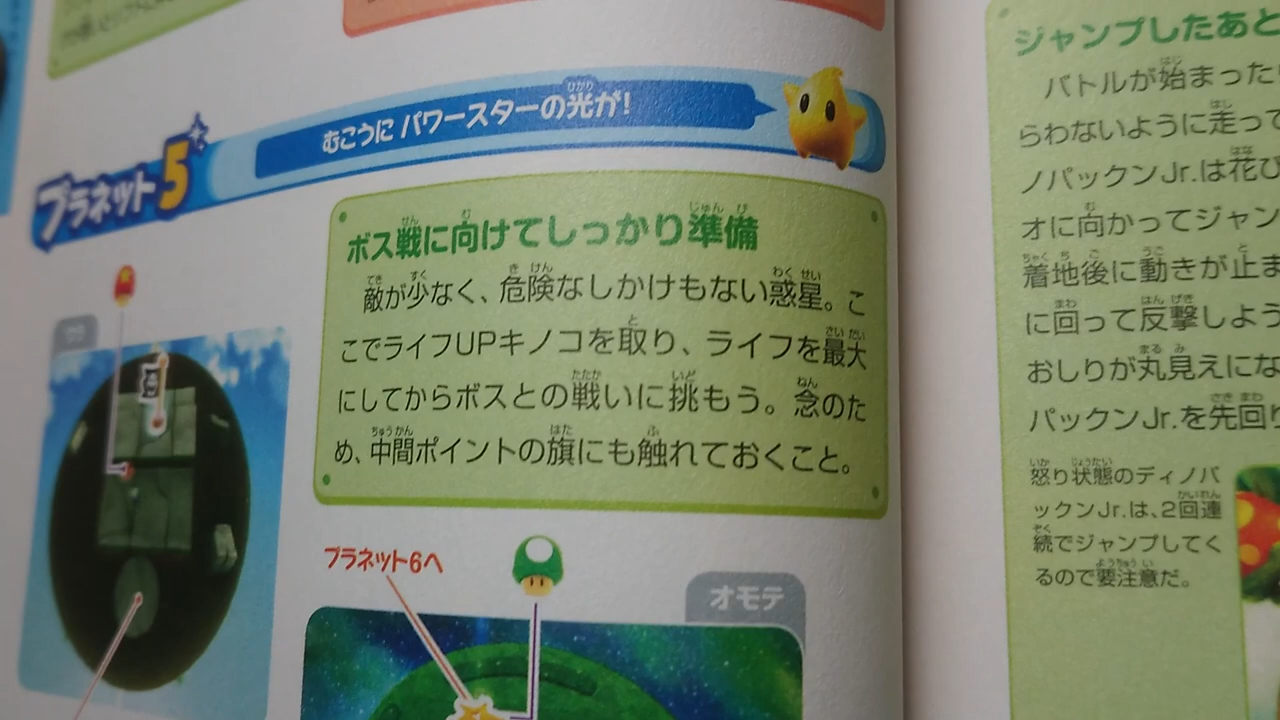 むこうに パワースターの光が!
プラネット5
ボス戦に向けてしっかり準備
敵が少なく、危険なしかけもない惑星。こ
こでライフUPキノコを取り、ライフを最大
にしてからボスとの戦いに挑もう。念のた
め、中間ポイントの旗にも触れておくこと。
プラネット6へ
オモテ
ジャンプしたあと
バトルが始まった
らわないように走って
ノパックンJr.は花び
オに向かってジャン
着地後に動きが止ま
に回って反撃しよう
おしりが丸見えにな
パックンJr.を先回り
怒り状態のディノパ
ックンJr.は、2回連
続でジャンプしてく
るので要注意だ。